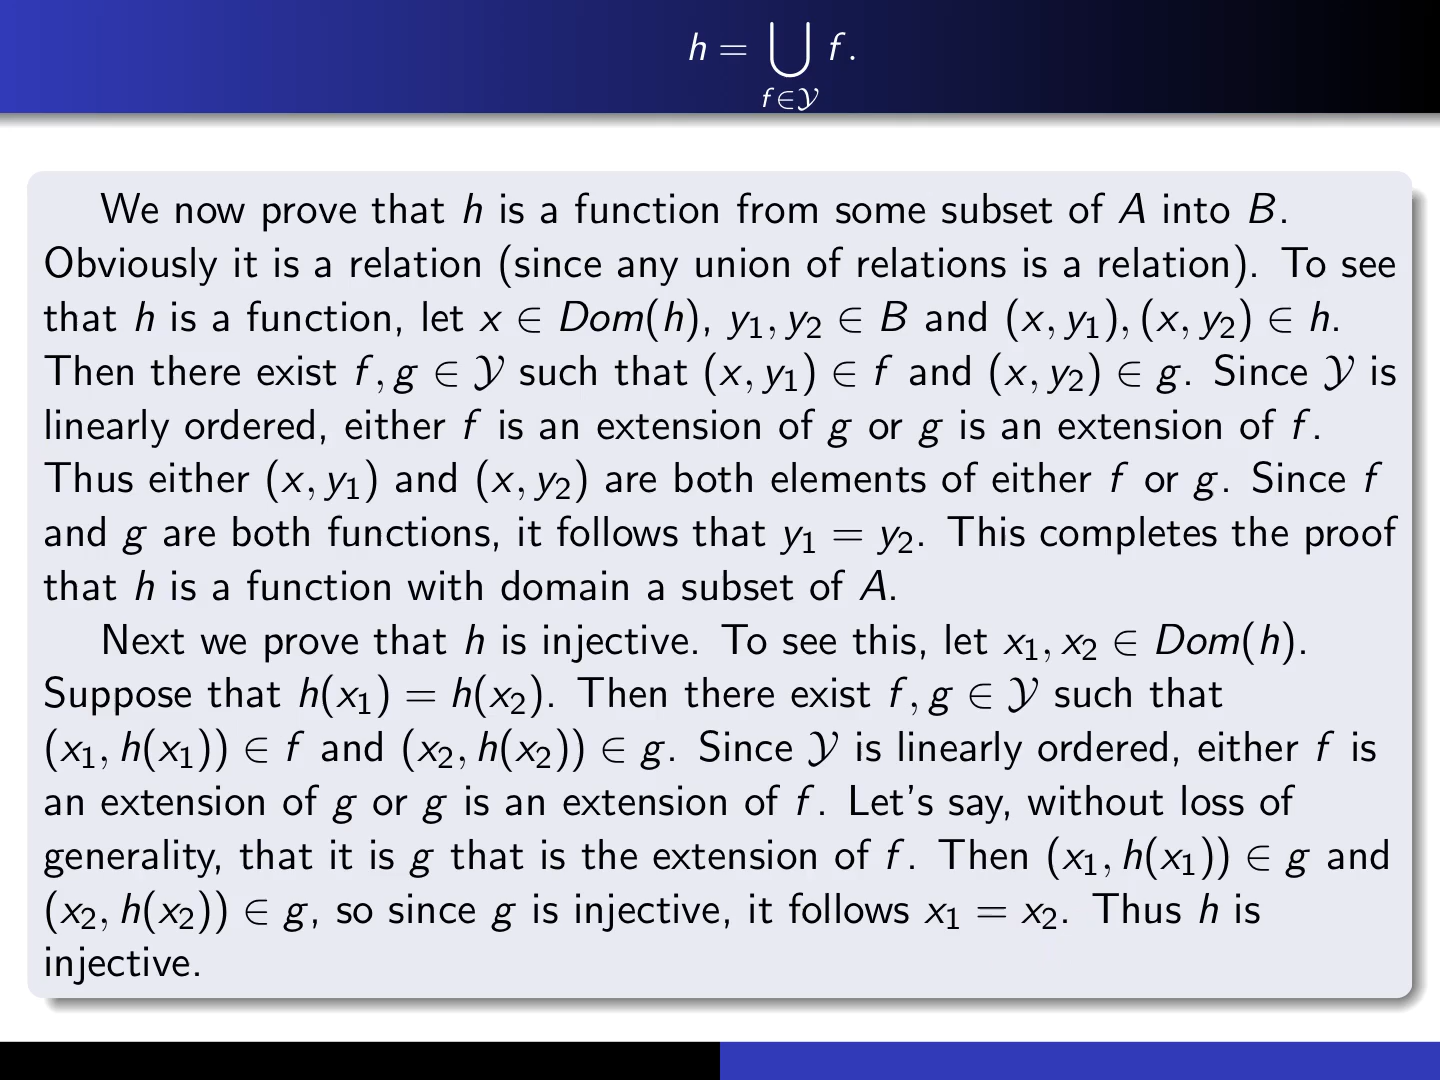 h = ⋃ f.
f∈𝒴
We now prove that h is a function from some subset of A into B.
Obviously it is a relation (since any union of relations is a relation). To see
that h is a function, let x ∈ Dom(h), y₁, y₂ ∈ B and (x, y₁), (x, y₂) ∈ h.
Then there exist f, g ∈ 𝒴 such that (x, y₁) ∈ f and (x, y₂) ∈ g. Since 𝒴 is
linearly ordered, either f is an extension of g or g is an extension of f.
Thus either (x, y₁) and (x, y₂) are both elements of either f or g. Since f
and g are both functions, it follows that y₁ = y₂. This completes the proof
that h is a function with domain a subset of A.
Next we prove that h is injective. To see this, let x₁, x₂ ∈ Dom(h).
Suppose that h(x₁) = h(x₂). Then there exist f, g ∈ 𝒴 such that
(x₁, h(x₁)) ∈ f and (x₂, h(x₂)) ∈ g. Since 𝒴 is linearly ordered, either f is
an extension of g or g is an extension of f. Let's say, without loss of
generality, that it is g that is the extension of f. Then (x₁, h(x₁)) ∈ g and
(x₂, h(x₂)) ∈ g, so since g is injective, it follows x₁ = x₂. Thus h is
injective.